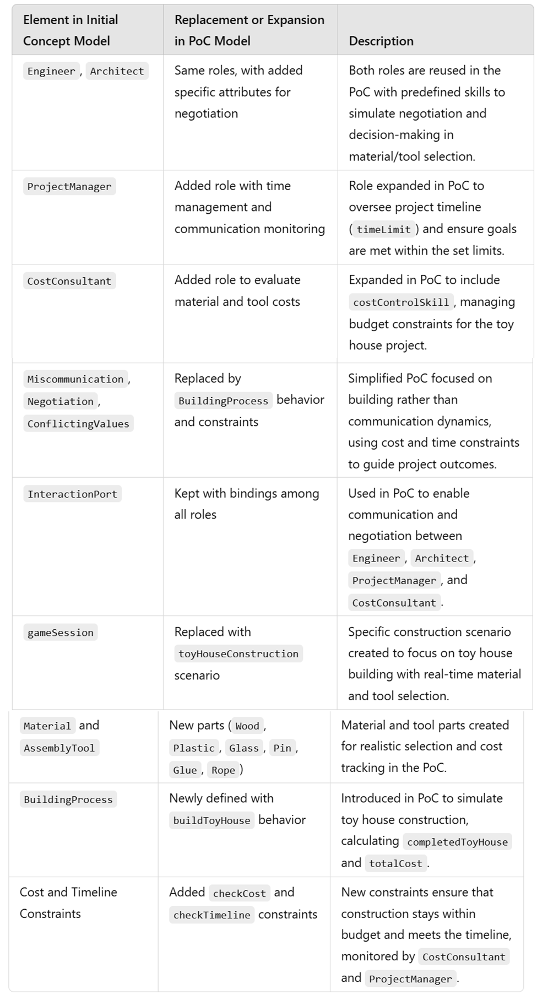 Element in Initial
Concept Model
Replacement or Expansion
in PoC Model
Description
Engineer, Architect
Same roles, with added
specific attributes for
negotiation
Both roles are reused in the
PoC with predefined skills to
simulate negotiation and
decision-making in
material/tool selection.
ProjectManager
Added role with time
management and
communication monitoring
Role expanded in PoC to
oversee project timeline
(timeLimit) and ensure goals
are met within the set limits.
CostConsultant
Added role to evaluate
material and tool costs
Expanded in PoC to include
costControlSkill, managing
budget constraints for the toy
house project.
Miscommunication,
Negotiation,
ConflictingValues
Replaced by
BuildingProcess behavior
and constraints
Simplified PoC focused on
building rather than
communication dynamics,
using cost and time constraints
to guide project outcomes.
InteractionPort
Kept with bindings among
all roles
Used in PoC to enable
communication and
negotiation between
Engineer, Architect,
ProjectManager, and
CostConsultant.
gameSession
Replaced with
toyHouseConstruction
scenario
Specific construction scenario
created to focus on toy house
building with real-time material
and tool selection.
Material and
AssemblyTool
New parts (Wood,
Plastic, Glass, Pin,
Glue, Rope)
Material and tool parts created
for realistic selection and cost
tracking in the PoC.
BuildingProcess
Newly defined with
buildToyHouse behavior
Introduced in PoC to simulate
toy house construction,
calculating completedToyHouse
and totalCost.
Cost and Timeline
Constraints
Added checkCost and
checkTimeline constraints
New constraints ensure that
construction stays within
budget and meets the timeline,
monitored by CostConsultant
and ProjectManager.